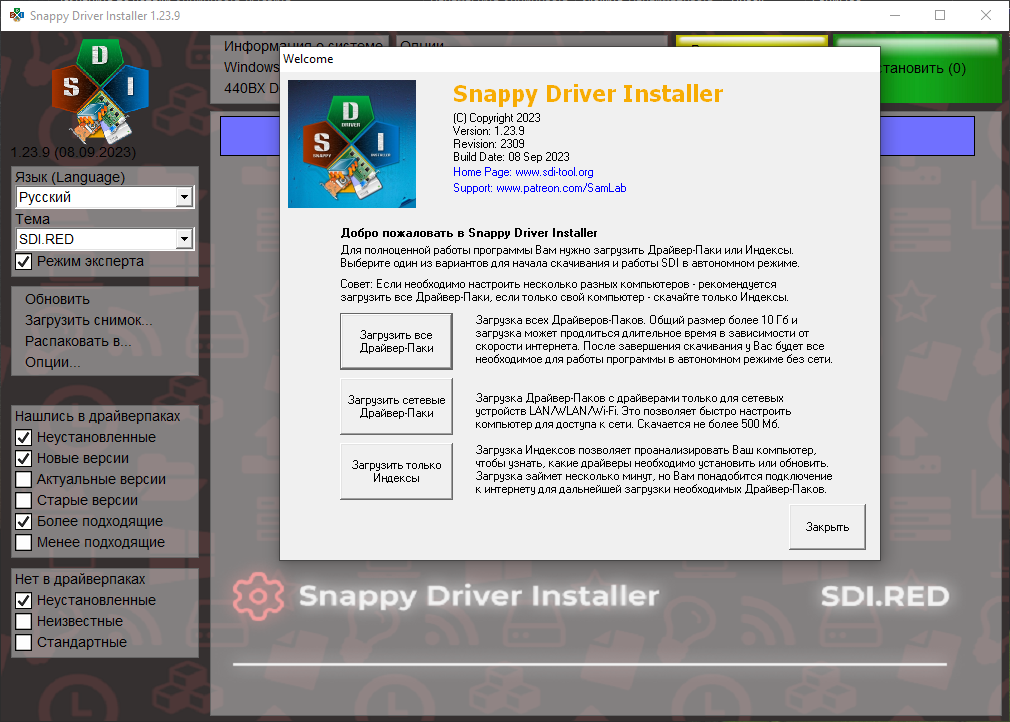 Snappy Driver Installer 1.23.9
D
S
I
1.23.9 (08.09.2023)
Язык (Language)
Русский
Тема
SDI.RED
Режим эксперта
Обновить
Загрузить снимок...
Распаковать в...
Опции...
Нашлись в драйверпаках
Неустановленные
Новые версии
Актуальные версии
Старые версии
Более подходящие
Менее подходящие
Нет в драйверпаках
Неустановленные
Неизвестные
Стандартные
Информация о системе
Windows
440BX D
Опции
тановить (0)
Welcome
D
DRIVER
S
SNAPPY
I
INSTALLER
Snappy Driver Installer
(C) Copyright 2023
Version: 1.23.9
Revision: 2309
Build Date: 08 Sep 2023
Home Page: www.sdi-tool.org
Support: www.patreon.com/SamLab
Добро пожаловать в Snappy Driver Installer
Для полноценной работы программы Вам нужно загрузить Драйвер-Паки или Индексы.
Выберите один из вариантов для начала скачивания и работы SDI в автономном режиме.
Совет: Если необходимо настроить несколько разных компьютеров - рекомендуется
загрузить все Драйвер-Паки, если только свой компьютер - скачайте только Индексы.
Загрузить все
Драйвер-Паки
Загрузка всех Драйверов-Паков. Общий размер более 10 Гб и
загрузка может продлиться длительное время в зависимости от
скорости интернета. После завершения скачивания у Вас будет все
необходимое для работы программы в автономном режиме без сети.
Загрузить сетевые
Драйвер-Паки
Загрузка Драйвер-Паков с драйверами только для сетевых
устройств LAN/WLAN/Wi-Fi. Это позволяет быстро настроить
компьютер для доступа к сети. Скачается не более 500 Мб.
Загрузить только
Индексы
Загрузка Индексов позволяет проанализировать Ваш компьютер,
чтобы узнать, какие драйверы необходимо установить или обновить.
Загрузка займет несколько минут, но Вам понадобится подключение
к интернету для дальнейшей загрузки необходимых Драйвер-Паков.
Закрыть
Snappy Driver Installer
SDI.RED